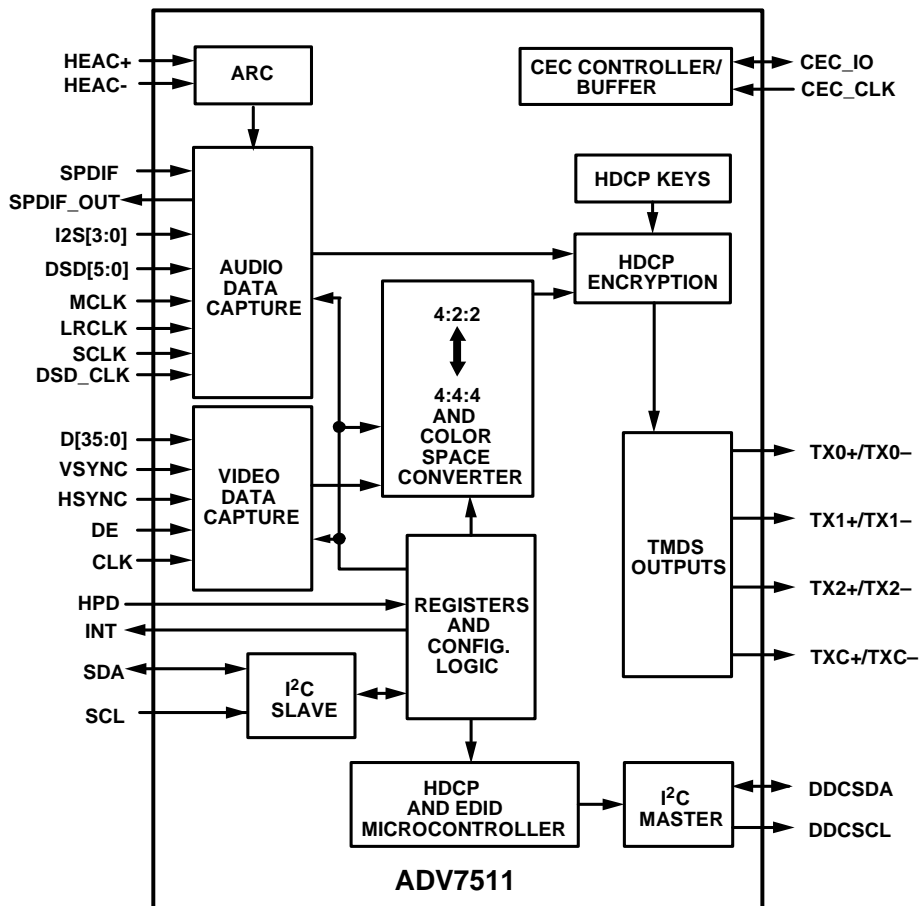 HEAC+
HEAC-
ARC
CEC CONTROLLER/
BUFFER
CEC_IO
CEC_CLK
SPDIF
SPDIF_OUT
I2S[3:0]
DSD[5:0]
MCLK
LRCLK
SCLK
DSD_CLK
AUDIO
DATA
CAPTURE
HDCP KEYS
HDCP
ENCRYPTION
4:2:2
4:4:4
AND
COLOR
SPACE
CONVERTER
D[35:0]
VSYNC
HSYNC
DE
CLK
VIDEO
DATA
CAPTURE
TMDS
OUTPUTS
TX0+/TX0–
TX1+/TX1–
TX2+/TX2–
TXC+/TXC–
HPD
INT
SDA
SCL
REGISTERS
AND
CONFIG.
LOGIC
I²C
SLAVE
HDCP
AND EDID
MICROCONTROLLER
I²C
MASTER
DDCSDA
DDCSCL
ADV7511